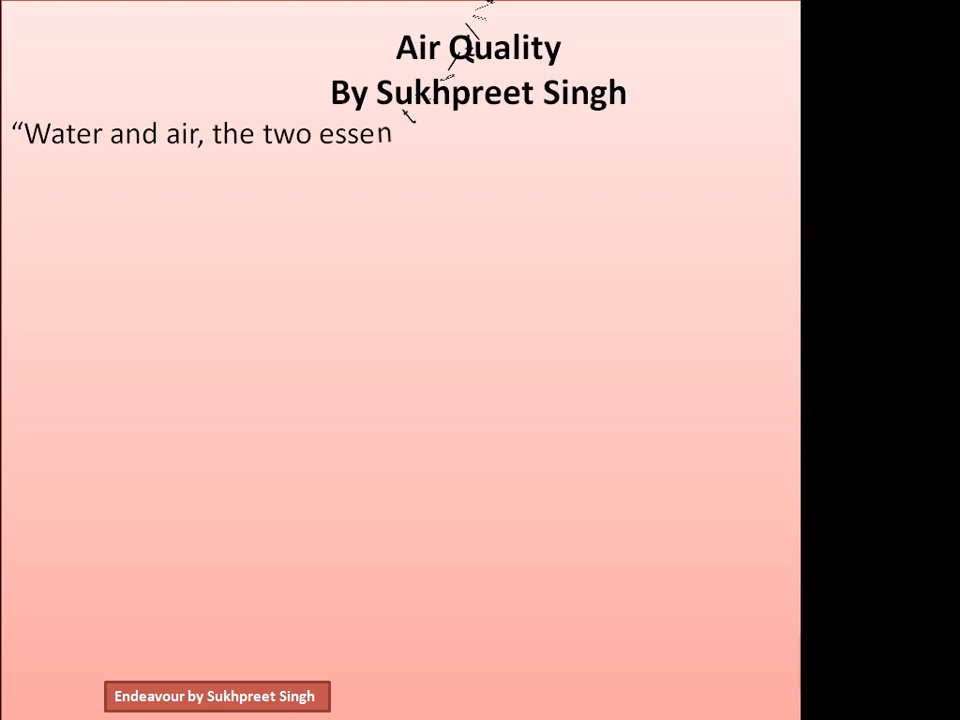 Air Quality
By Sukhpreet Singh
“Water and air, the two essen
Endeavour by Sukhpreet Singh